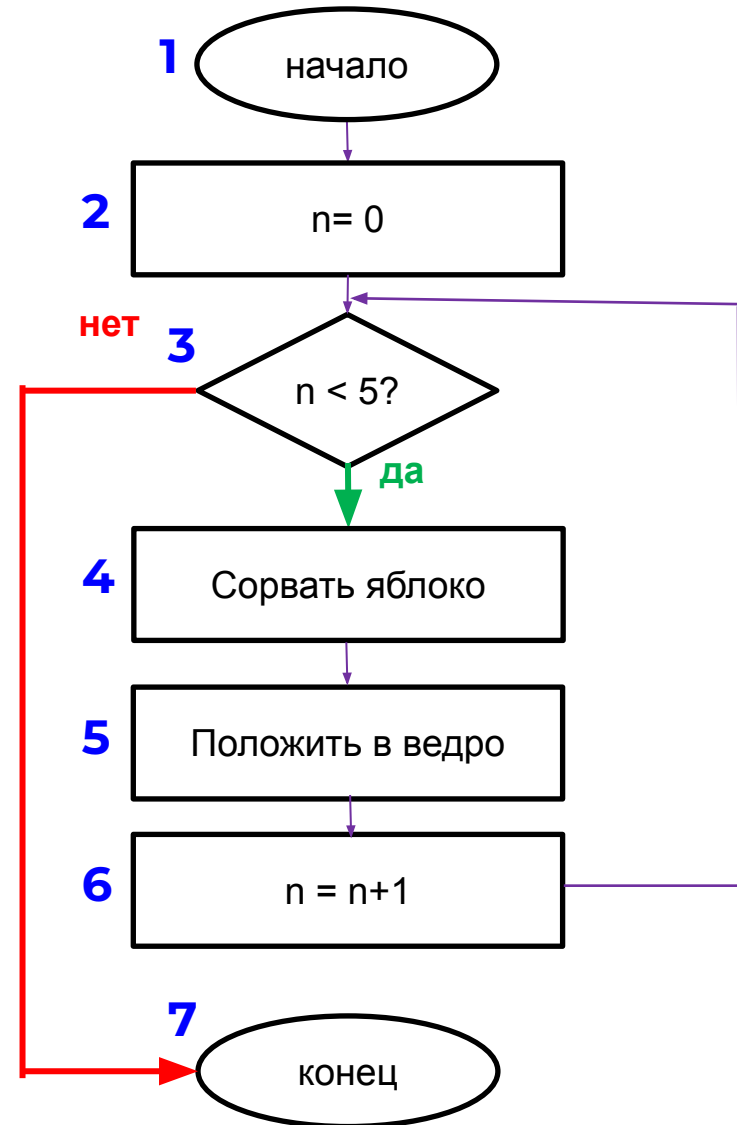 1
начало
2
n= 0
нет
3
n < 5?
да
4
Сорвать яблоко
5
Положить в ведро
6
n = n+1
7
конец